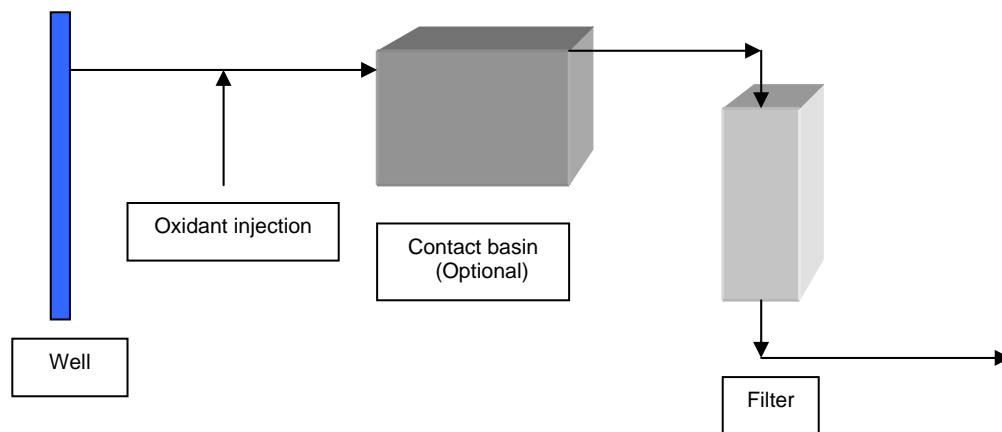 Oxidant injection
Contact basin
(Optional)
Well
Filter